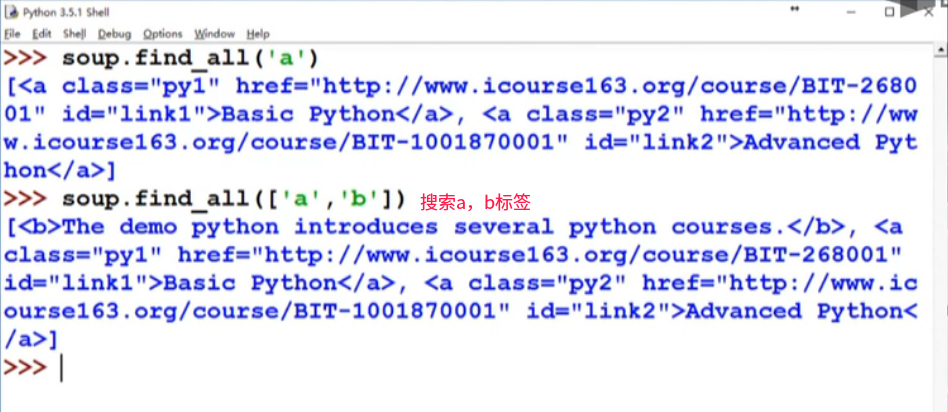 Python 3.5.1 Shell
File Edit Shell Debug Options Window Help
>>> soup.find_all('a')
[<a class="py1" href="http://www.icourse163.org/course/BIT-2680
01" id="link1">Basic Python</a>, <a class="py2" href="http://ww
w.icourse163.org/course/BIT-1001870001" id="link2">Advanced Pyt
hon</a>]
>>> soup.find_all(['a','b']) 搜索a，b标签
[<b>The demo python introduces several python courses.</b>, <a
class="py1" href="http://www.icourse163.org/course/BIT-268001"
id="link1">Basic Python</a>, <a class="py2" href="http://www.ic
ourse163.org/course/BIT-1001870001" id="link2">Advanced Python<
/a>]
>>>